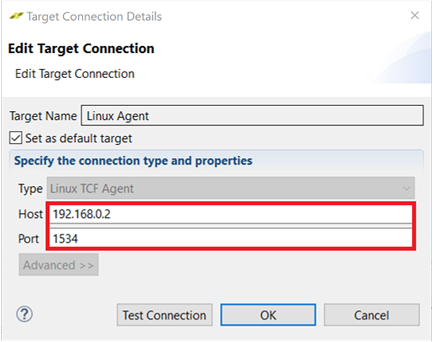 Target Connection Details
Edit Target Connection
Edit Target Connection
Target Name Linux Agent
Set as default target
Specify the connection type and properties
Type Linux TCF Agent
Host 192.168.0.2
Port 1534
Advanced >>
? Test Connection OK Cancel